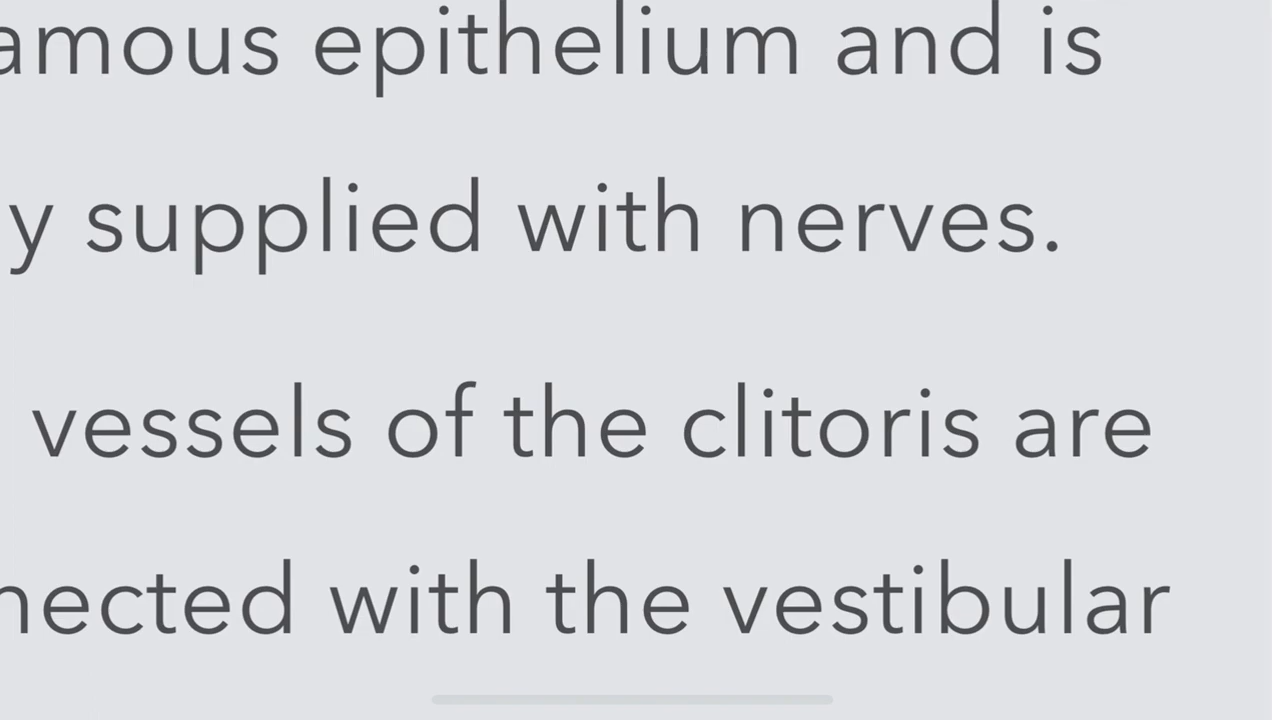 amous epithelium and is
y supplied with nerves.
vessels of the clitoris are
nected with the vestibular